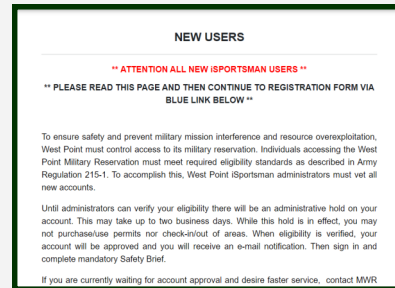 NEW USERS
** ATTENTION ALL NEW iSPORTSMAN USERS **
** PLEASE READ THIS PAGE AND THEN CONTINUE TO REGISTRATION FORM VIA
BLUE LINK BELOW **
To ensure safety and prevent military mission interference and resource overexploitation,
West Point must control access to its military reservation. Individuals accessing the West
Point Military Reservation must meet required eligibility standards as described in Army
Regulation 215-1. To accomplish this, West Point iSportsman administrators must vet all
new accounts.
Until administrators can verify your eligibility there will be an administrative hold on your
account. This may take up to two business days. While this hold is in effect, you may
not purchase/use permits nor check-in/out of areas. When eligibility is verified, your
account will be approved and you will receive an e-mail notification. Then sign in and
complete mandatory Safety Brief.
If you are currently waiting for account approval and desire faster service, contact MWR